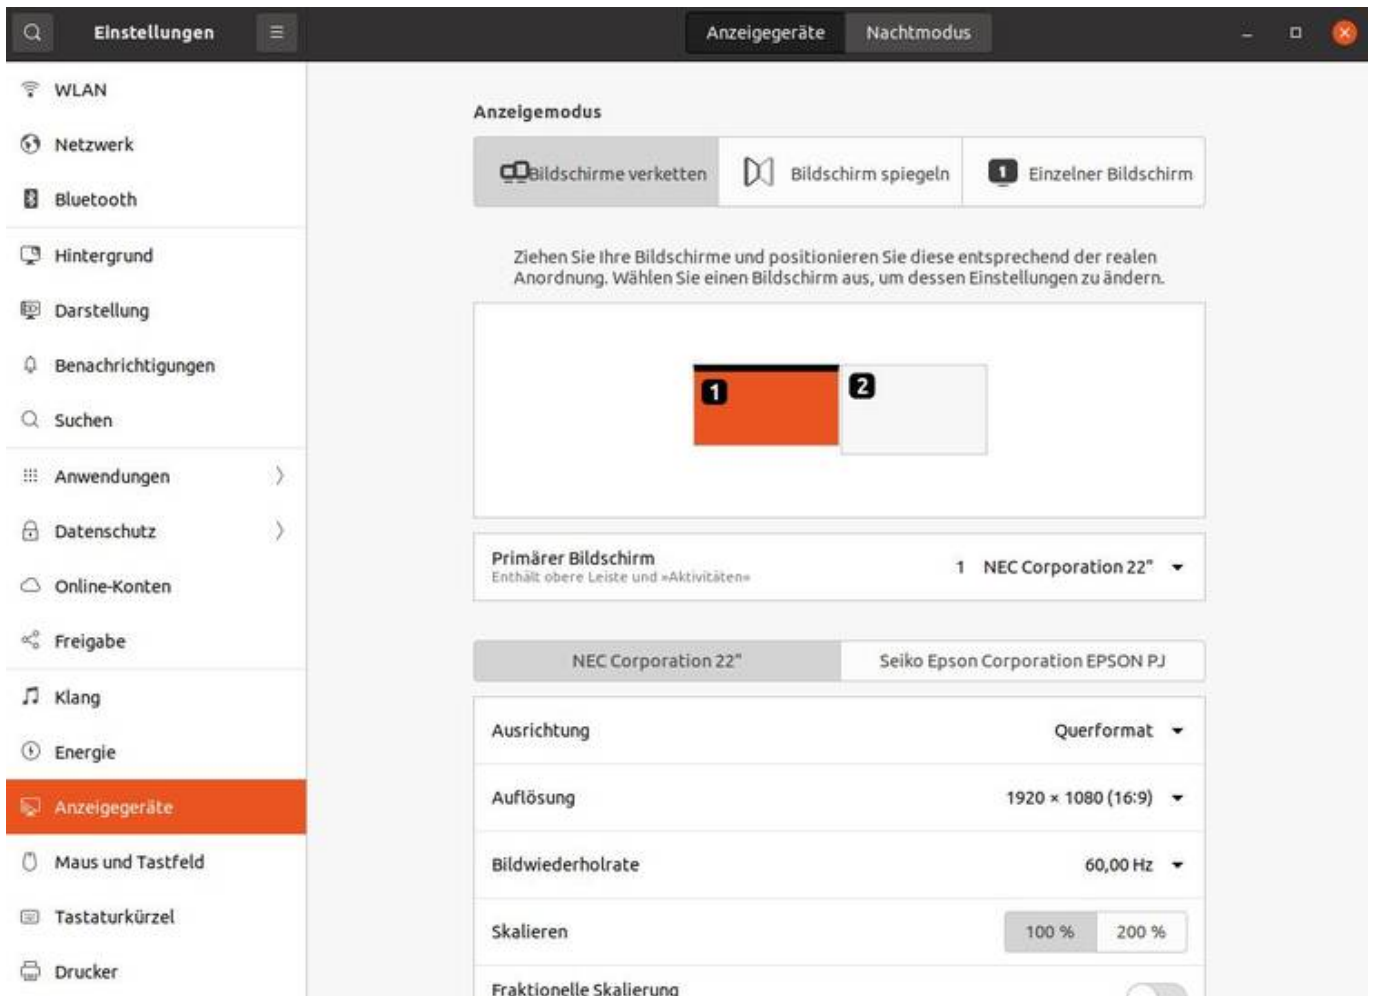 Einstellungen
Anzeigegeräte
Nachtmodus
WLAN
Netzwerk
Bluetooth
Hintergrund
Darstellung
Benachrichtigungen
Suchen
Anwendungen
Datenschutz
Online-Konten
Freigabe
Klang
Energie
Anzeigegeräte
Maus und Tastfeld
Tastaturkürzel
Drucker
Anzeigemodus
Bildschirme verketten
Bildschirm spiegeln
1 Einzelner Bildschirm
Ziehen Sie Ihre Bildschirme und positionieren Sie diese entsprechend der realen
Anordnung. Wählen Sie einen Bildschirm aus, um dessen Einstellungen zu ändern.
1
2
Primärer Bildschirm
Enthält obere Leiste und »Aktivitäten«
1 NEC Corporation 22"
NEC Corporation 22"
Seiko Epson Corporation EPSON PJ
Ausrichtung
Querformat
Auflösung
1920 × 1080 (16:9)
Bildwiederholrate
60,00 Hz
Skalieren
100 %
200 %
Fraktionelle Skalierung